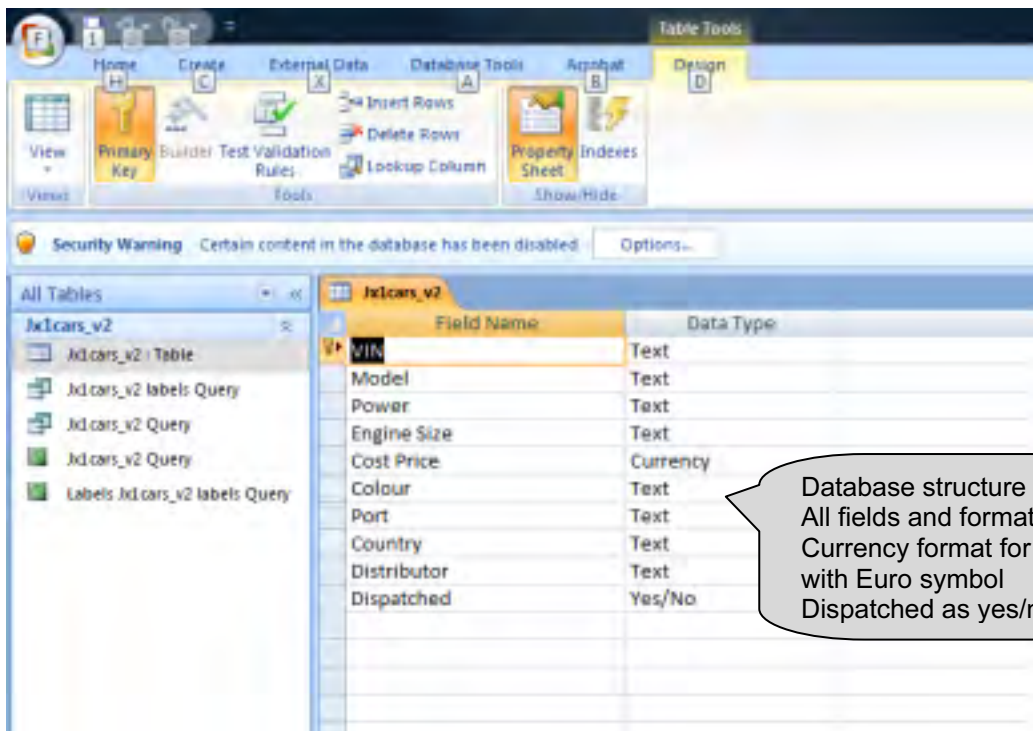 Table Tools
F 1
Home Create External Data Database Tools Acrobat Design
H C X A B D
View
Primary Key
Builder
Test Validation Rules
Insert Rows
Delete Rows
Lookup Column
Property Sheet
Indexes
Views Tools Show/Hide
Security Warning Certain content in the database has been disabled Options...
All Tables
Jx1cars_v2
Jx1cars_v2 : Table
Jx1cars_v2 labels Query
Jx1cars_v2 Query
Jx1cars_v2 Query
Labels Jx1cars_v2 labels Query
Jx1cars_v2
Field Name Data Type
VIN Text
Model Text
Power Text
Engine Size Text
Cost Price Currency
Colour Text
Port Text
Country Text
Distributor Text
Dispatched Yes/No
Database structure
All fields and format
Currency format for
with Euro symbol
Dispatched as yes/